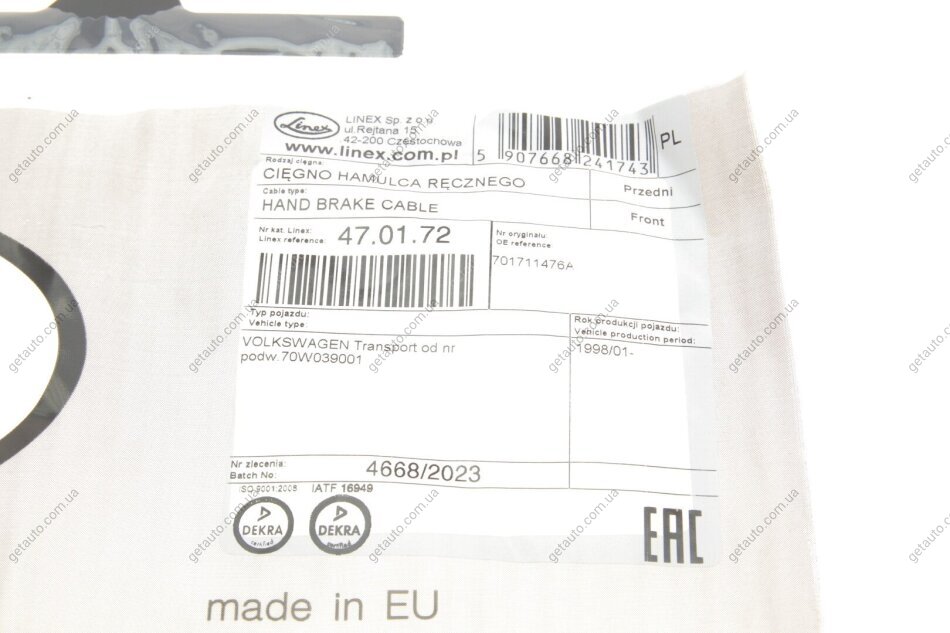 Linex
LINEX Sp. z o.o.
ul.Rejtana 15
42-200 Częstochowa
www.linex.com.pl
5 907668 241743
PL
Rodzaj cięgna:
CIĘGNO HAMULCA RĘCZNEGO
Przedni
Cable type:
HAND BRAKE CABLE
Front
Nr kat. Linex:
Linex reference:
47.01.72
Nr oryginału:
OE reference
701711476A
Typ pojazdu:
Vehicle type:
Rok produkcji pojazdu:
Vehicle production period:
VOLKSWAGEN Transport od nr
podw.70W039001
1998/01-
Nr zlecenia:
Batch No:
4668/2023
ISO 9001:2008
IATF 16949
DEKRA
certified
DEKRA
certified
EAC
made in EU
getauto.com.ua